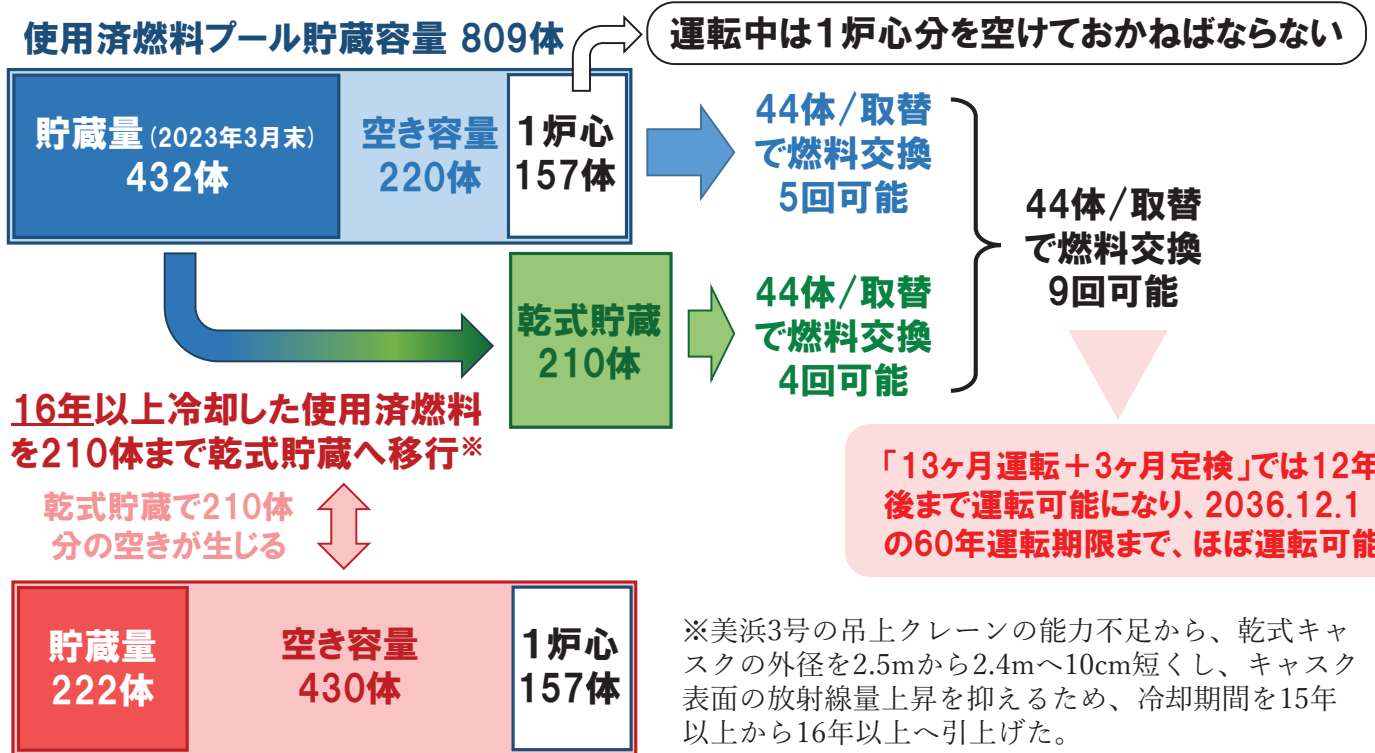 使用済燃料プール貯蔵容量 809体
運転中は1炉心分を空けておかねばならない
貯蔵量(2023年3月末)
432体
空き容量
220体
1炉心
157体
44体/取替
で燃料交換
5回可能
乾式貯蔵
210体
44体/取替
で燃料交換
4回可能
44体/取替
で燃料交換
9回可能
16年以上冷却した使用済燃料
を210体まで乾式貯蔵へ移行※
乾式貯蔵で210体
分の空きが生じる
「13ヶ月運転+3ヶ月定検」では12年
後まで運転可能になり、2036.12.1
の60年運転期限まで、ほぼ運転可能
貯蔵量
222体
空き容量
430体
1炉心
157体
※美浜3号の吊上クレーンの能力不足から、乾式キャ
スクの外径を2.5mから2.4mへ10cm短くし、キャスク
表面の放射線量上昇を抑えるため、冷却期間を15年
以上から16年以上へ引上げた。